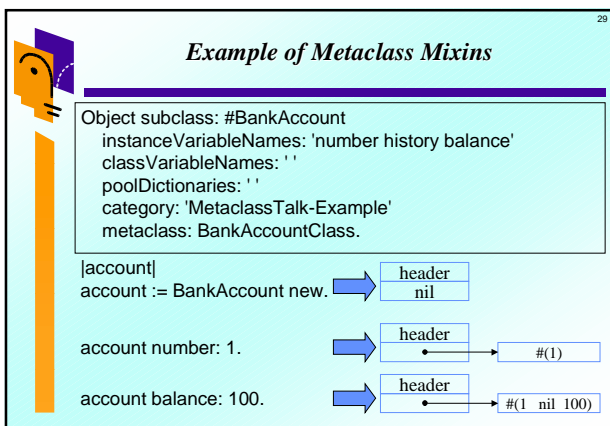 29
Example of Metaclass Mixins
Object subclass: #BankAccount
instanceVariableNames: 'number history balance'
classVariableNames: ' '
poolDictionaries: ' '
category: 'MetaclassTalk-Example'
metaclass: BankAccountClass.
|account|
account := BankAccount new.
header
nil
account number: 1.
header
#(1)
account balance: 100.
header
#(1 nil 100)